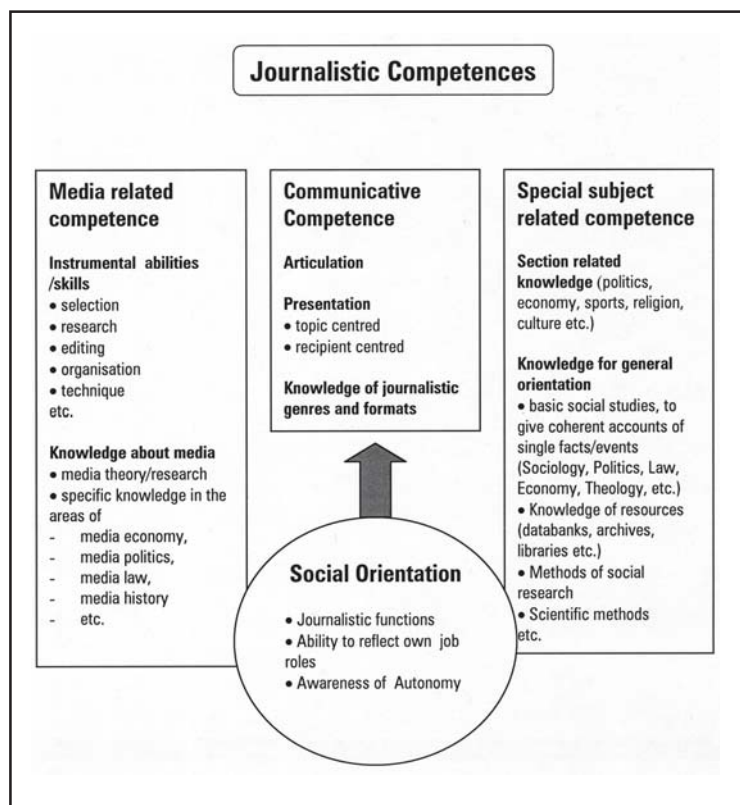 Journalistic Competences
Media related
competence
Instrumental abilities
/skills
• selection
• research
• editing
• organisation
• technique
etc.
Knowledge about media
• media theory/research
• specific knowledge in the
areas of
- media economy,
- media politics,
- media law,
- media history
- etc.
Communicative
Competence
Articulation
Presentation
• topic centred
• recipient centred
Knowledge of journalistic
genres and formats
Special subject
related competence
Section related
knowledge (politics,
economy, sports, religion,
culture etc.)
Knowledge for general
orientation
• basic social studies, to
give coherent accounts of
single facts/events
(Sociology, Politics, Law,
Economy, Theology, etc.)
• Knowledge of resources
(databanks, archives,
libraries etc.)
• Methods of social
research
• Scientific methods
etc.
Social Orientation
• Journalistic functions
• Ability to reflect own job
roles
• Awareness of Autonomy